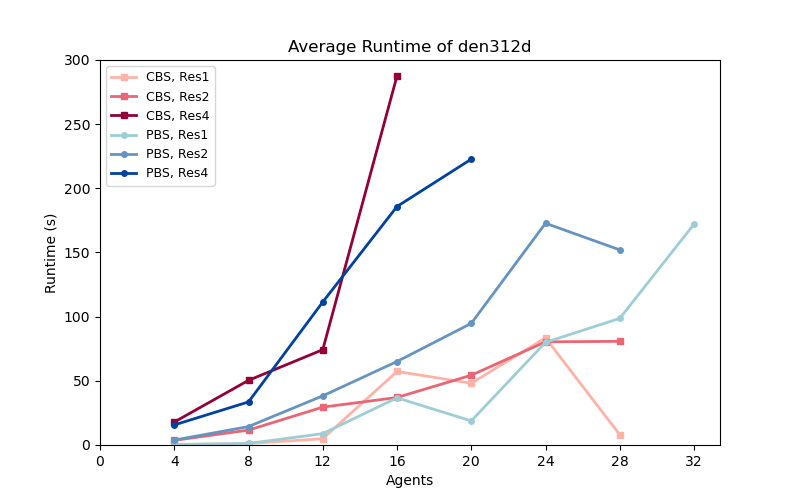 Average Runtime of den312d
CBS, Res1
CBS, Res2
CBS, Res4
PBS, Res1
PBS, Res2
PBS, Res4
Runtime (s)
300
250
200
150
100
50
0
0 4 8 12 16 20 24 28 32
Agents